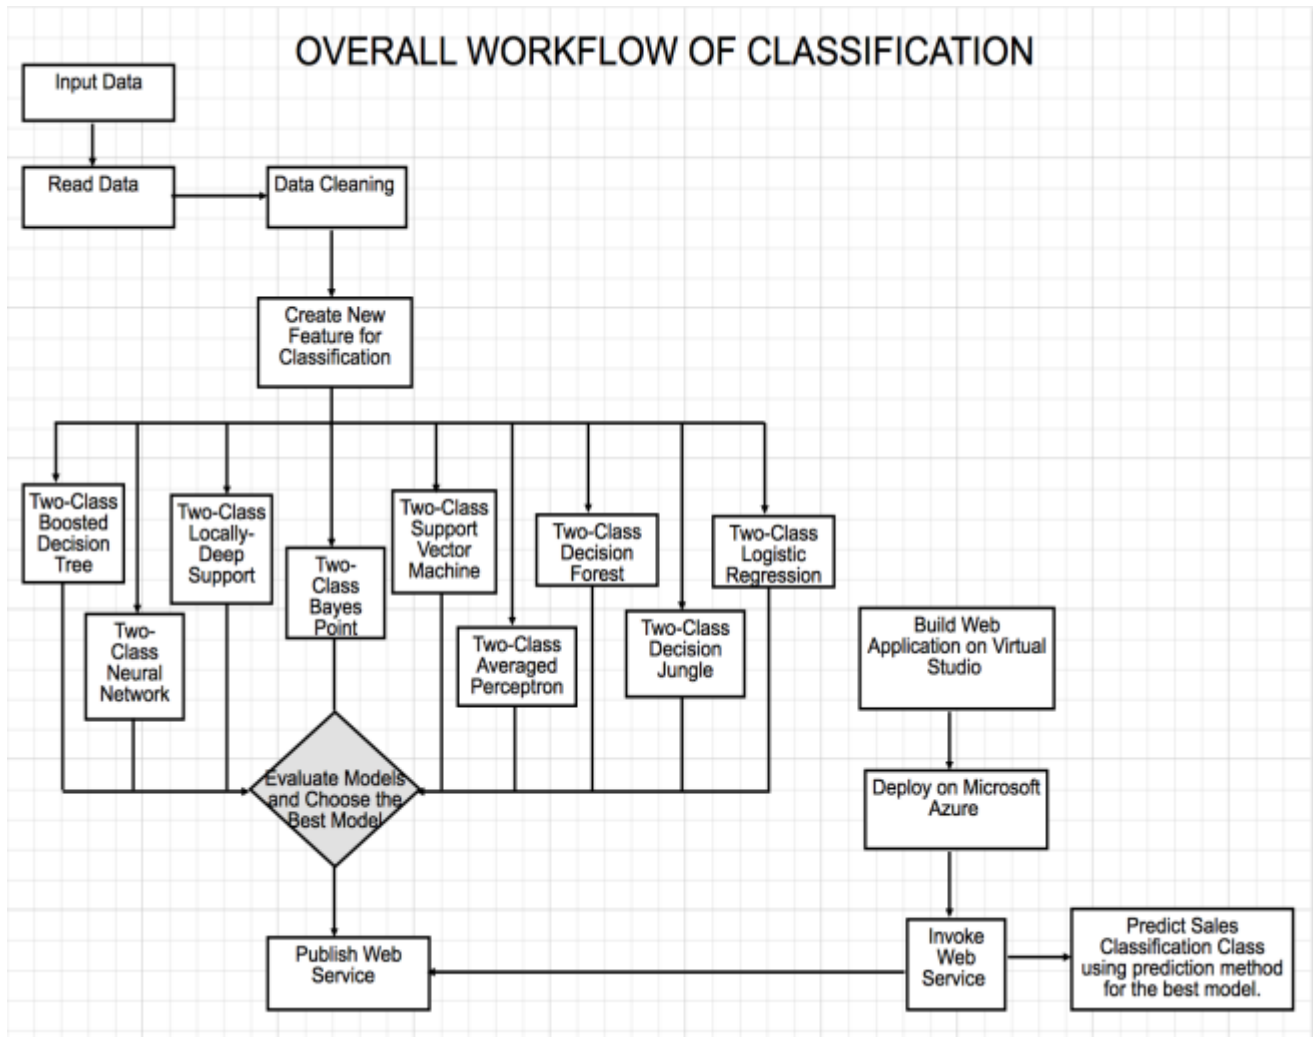 OVERALL WORKFLOW OF CLASSIFICATION
Input Data
Read Data
Data Cleaning
Create New
Feature for
Classification
Two-Class
Boosted
Decision
Tree
Two-
Class
Neural
Network
Two-Class
Locally-
Deep
Support
Two-
Class
Bayes
Point
Two-Class
Support
Vector
Machine
Two-Class
Averaged
Perceptron
Two-Class
Decision
Forest
Two-Class
Decision
Jungle
Two-Class
Logistic
Regression
Evaluate Models
and Choose the
Best Model
Publish Web
Service
Build Web
Application on Virtual
Studio
Deploy on Microsoft
Azure
Invoke
Web
Service
Predict Sales
Classification Class
using prediction method
for the best model.